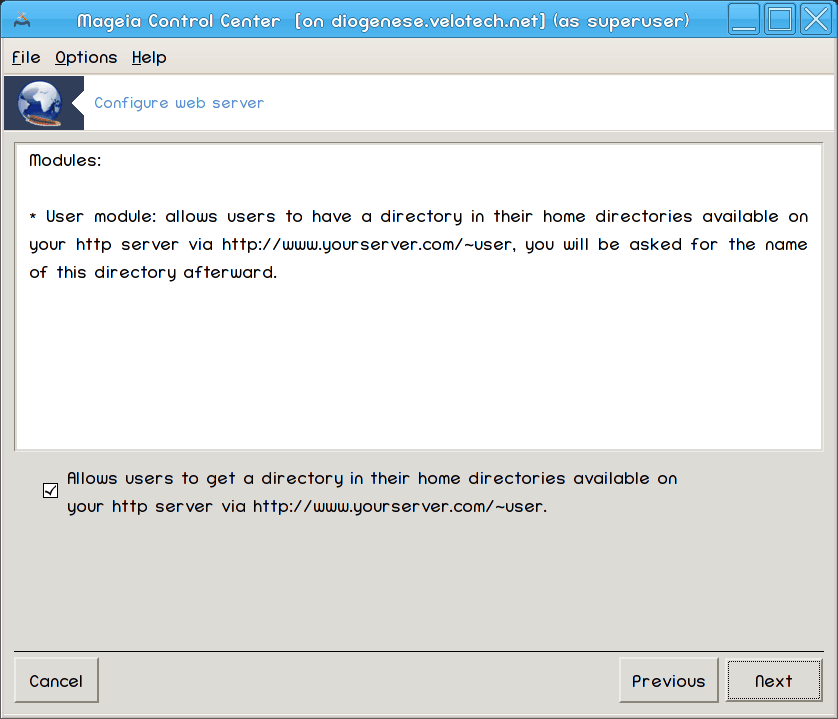 Mageia Control Center [on diogenese.velotech.net] (as superuser)
File Options Help
Configure web server
Modules:
* User module: allows users to have a directory in their home directories available on
your http server via http://www.yourserver.com/~user, you will be asked for the name
of this directory afterward.
Allows users to get a directory in their home directories available on
your http server via http://www.yourserver.com/~user.
Cancel Previous Next